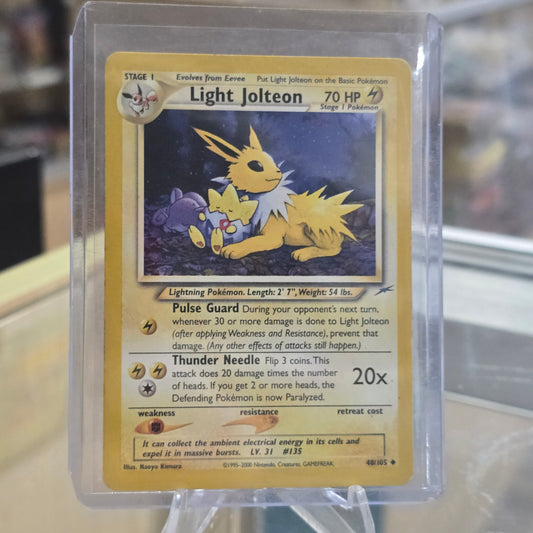 STAGE 1 Evolves from Eevee Put Light Jolteon on the Basic Pokémon
Light Jolteon 70 HP
Stage 1 Pokémon
Lightning Pokémon. Length: 2' 7", Weight: 54 lbs.
Pulse Guard During your opponent's next turn,
whenever 30 or more damage is done to Light Jolteon
(after applying Weakness and Resistance), prevent that
damage. (Any other effects of attacks still happen.)
Thunder Needle Flip 3 coins. This
attack does 20 damage times the number
of heads. If you get 2 or more heads, the
Defending Pokémon is now Paralyzed.
20x
weakness resistance retreat cost
It can collect the ambient electrical energy in its cells and
expel it in massive bursts. LV. 31 #135
Illus. Naoyo Kimura ©1995-2000 Nintendo, Creatures, GAMEFREAK. 48/105